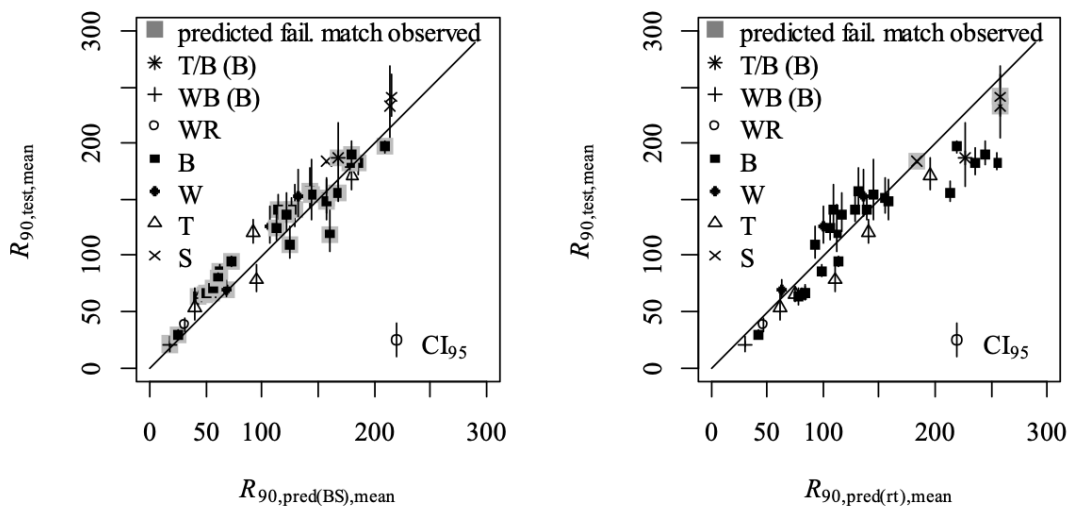 300
200
100
50
0
R90,test,mean
predicted fail. match observed
T/B (B)
WB (B)
WR
B
W
T
S
CI95
0 50 100 200 300
R90,pred(BS),mean
300
200
100
50
0
R90,test,mean
predicted fail. match observed
T/B (B)
WB (B)
WR
B
W
T
S
CI95
0 50 100 200 300
R90,pred(rt),mean